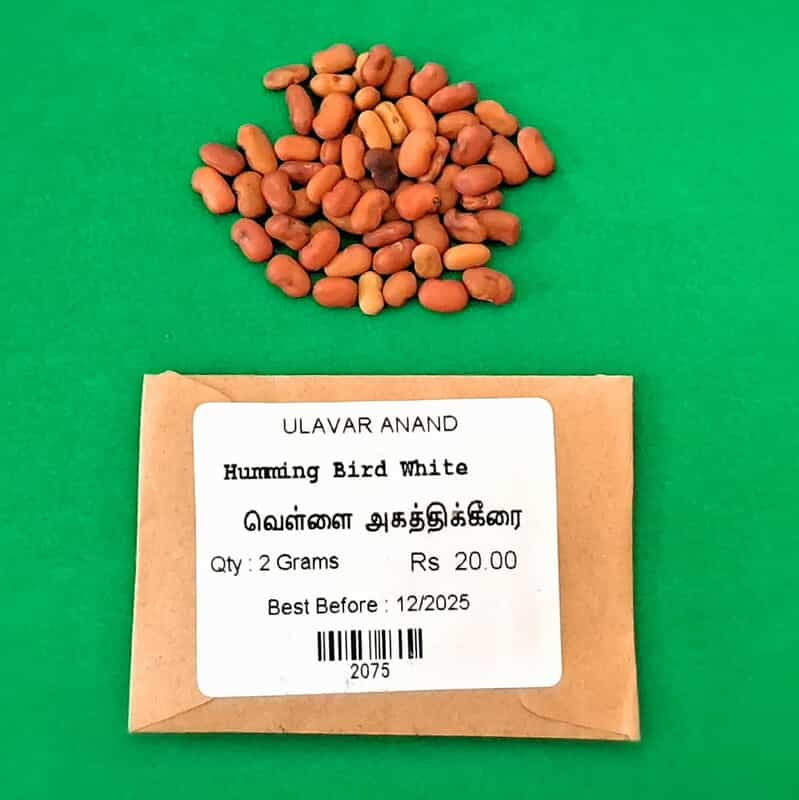 ULAVAR ANAND
Humming Bird White
வெள்ளை அகத்திக்கீரை
Qty : 2 Grams Rs 20.00
Best Before : 12/2025
2075